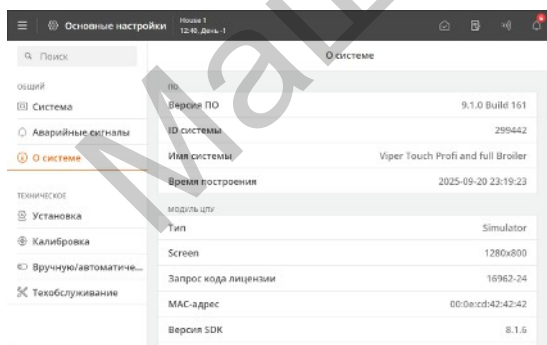 Основные настройки
House 1
12:40, День -1
Поиск
О системе
ОБЩИЙ
Система
Аварийные сигналы
О системе
ТЕХНИЧЕСКОЕ
Установка
Калибровка
Вручную/автоматиче...
Техобслуживание
ПО
Версия ПО 9.1.0 Build 161
ID системы 299442
Имя системы Viper Touch Profi and full Broiler
Время построения 2025-09-20 23:19:23
МОДУЛЬ ЦПУ
Тип Simulator
Screen 1280x800
Запрос кода лицензии 16962-24
MAC-адрес 00:0e:cd:42:42:42
Версия SDK 8.1.6